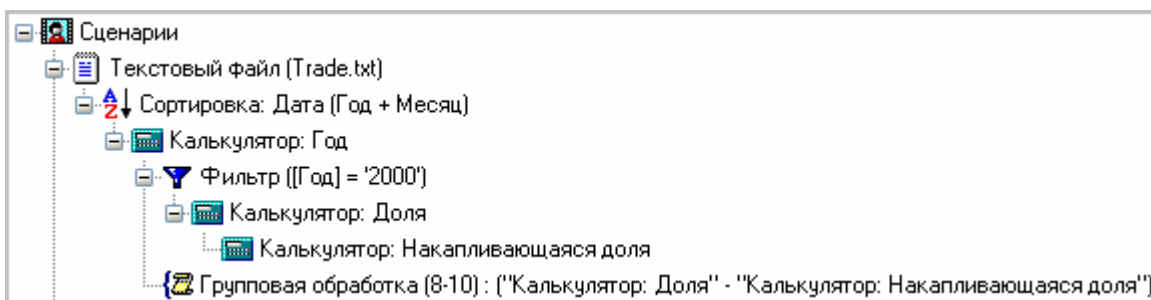 Сценарии
Текстовый файл (Trade.txt)
Сортировка: Дата (Год + Месяц)
Калькулятор: Год
Фильтр ([Год] = '2000')
Калькулятор: Доля
Калькулятор: Накапливающаяся доля
Групповая обработка (8-10) : ("Калькулятор: Доля" - "Калькулятор: Накапливающаяся доля")